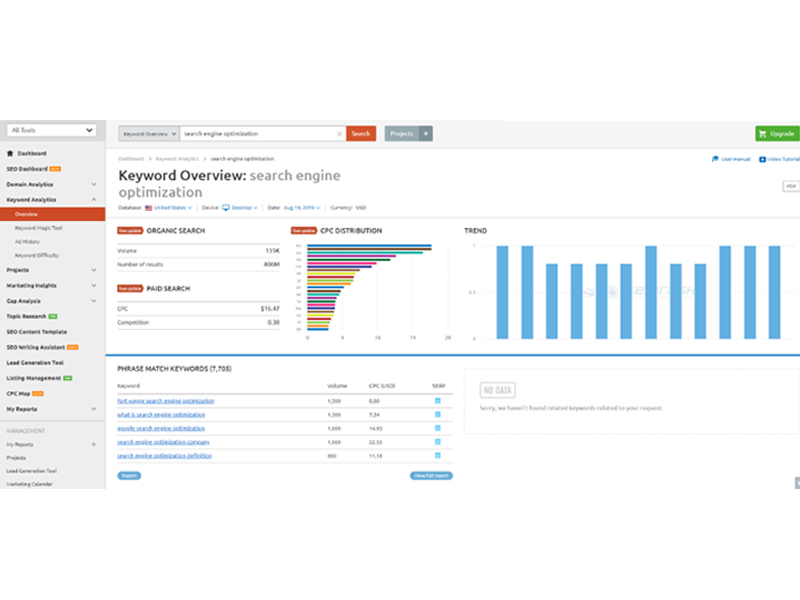 All Tools
Keyword Overview
search engine optimization
Search
Projects
+
Upgrade
Dashboard
SEO Dashboard
Domain Analytics
Keyword Analytics
Overview
Keyword Magic Tool
Ad History
Keyword Difficulty
Projects
Marketing Insights
Gap Analysis
Topic Research
SEO Content Template
SEO Writing Assistant
Lead Generation Tool
Listing Management
CPC Map
My Reports
MANAGEMENT
My Reports +
Projects
Lead Generation Tool
Marketing Calendar
Dashboard > Keyword Analytics > search engine optimization
User manual
Video Tutorial
Keyword Overview: search engine
optimization
PDF
Database: United States Device: Desktop Date: Aug 14, 2019 Currency: USD
ORGANIC SEARCH
Volume 135K
Number of results 800M
PAID SEARCH
CPC $16.47
Competition 0.38
CPC DISTRIBUTION
0 5 10 15 20
TREND
PHRASE MATCH KEYWORDS (7,705)
Keyword Volume CPC (USD) SERP
fort wayne search engine optimization 1,300 0.00
what is search engine optimization 1,300 7.54
google search engine optimization 1,000 14.93
search engine optimization company 1,000 22.55
search engine optimization definition 880 11.18
Export
View full report
NO DATA
Sorry, we haven't found related keywords related to your request.